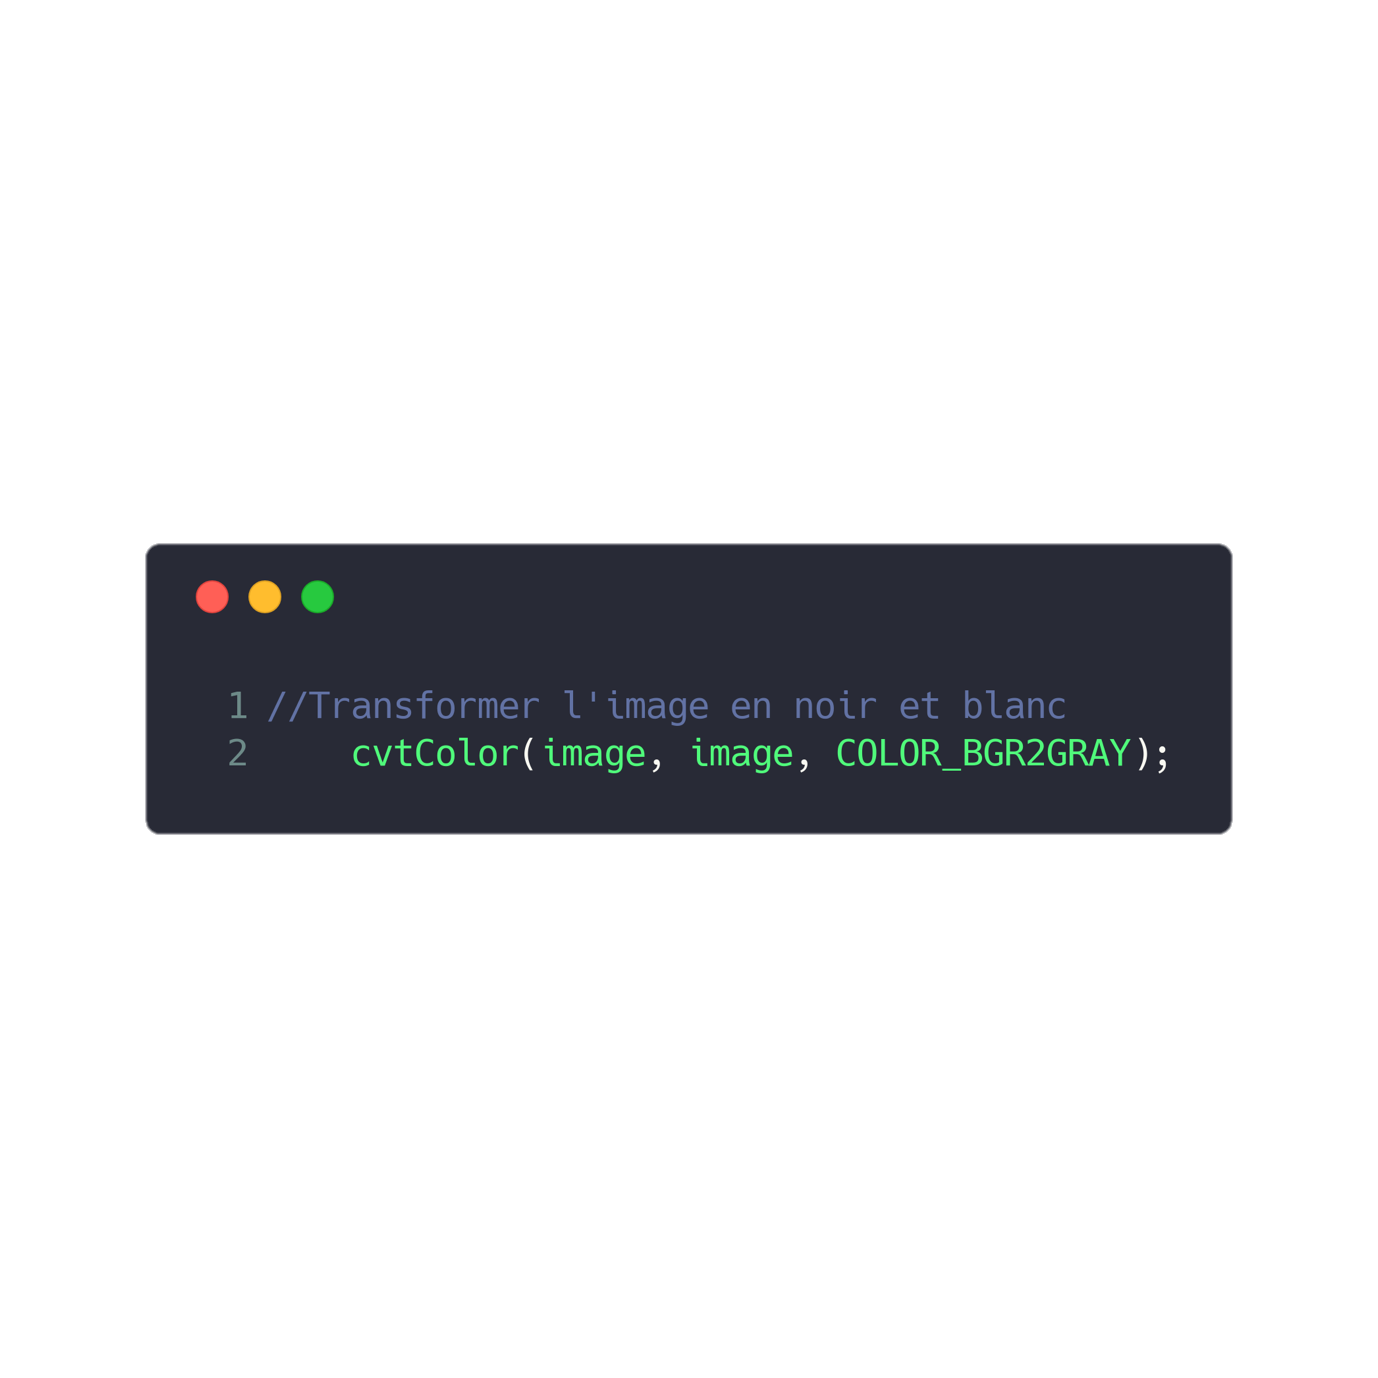 1 //Transformer l'image en noir et blanc
2     cvtColor(image, image, COLOR_BGR2GRAY);